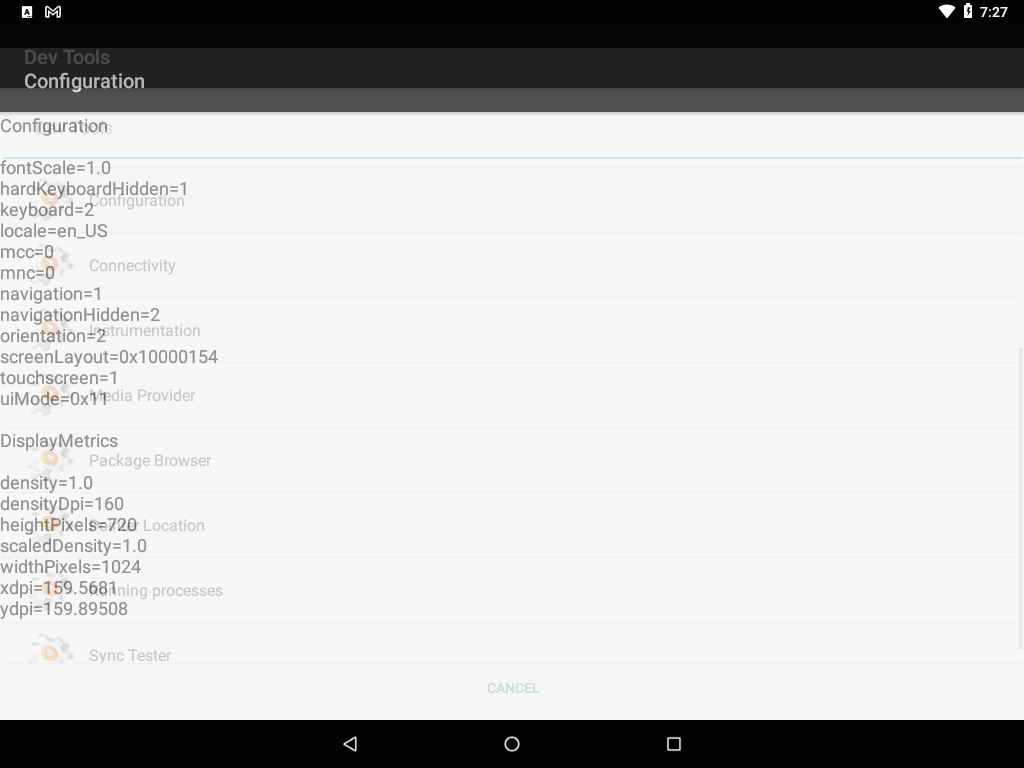 7:27
Dev Tools
Configuration
Configuration
Dev Tools
fontScale=1.0
hardKeyboardHidden=1
Configuration
keyboard=2
locale=en_US
mcc=0
Connectivity
mnc=0
navigation=1
navigationHidden=2
Instrumentation
orientation=2
screenLayout=0x10000154
touchscreen=1
Media Provider
uiMode=0x11
DisplayMetrics
Package Browser
density=1.0
densityDpi=160
heightPixels=720
Pointer Location
scaledDensity=1.0
widthPixels=1024
xdpi=159.5681
Running processes
ydpi=159.89508
Sync Tester
CANCEL